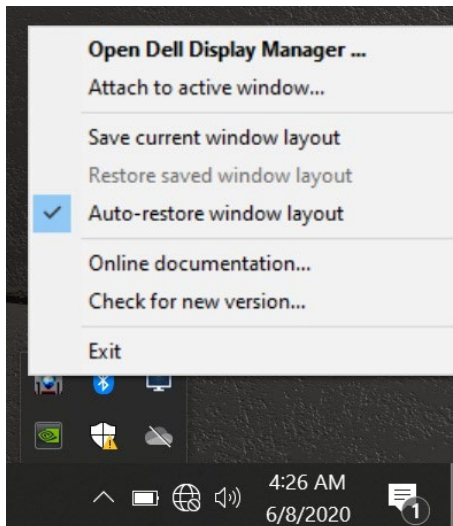 Open Dell Display Manager ...
Attach to active window...
Save current window layout
Restore saved window layout
Auto-restore window layout
Online documentation...
Check for new version...
Exit
4:26 AM
6/8/2020
1